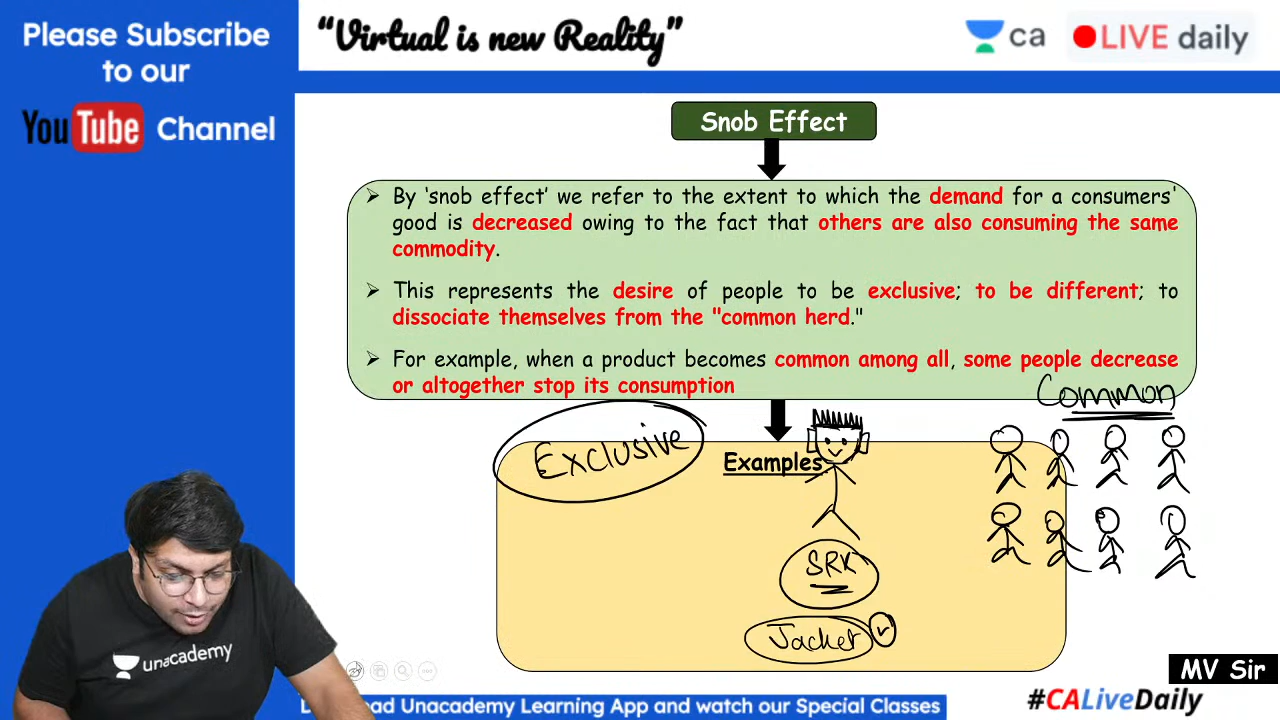 Please Subscribe
to our
YouTube Channel
“Virtual is new Reality”
ca
LIVE daily
Snob Effect
➢ By ‘snob effect’ we refer to the extent to which the demand for a consumers'
good is decreased owing to the fact that others are also consuming the same
commodity.
➢ This represents the desire of people to be exclusive; to be different; to
dissociate themselves from the "common herd."
➢ For example, when a product becomes common among all, some people decrease
or altogether stop its consumption
Common
Exclusive
Examples
SRK
Jacket
unacademy
MV Sir
Unacademy Learning App and watch our Special Classes
#CALiveDaily